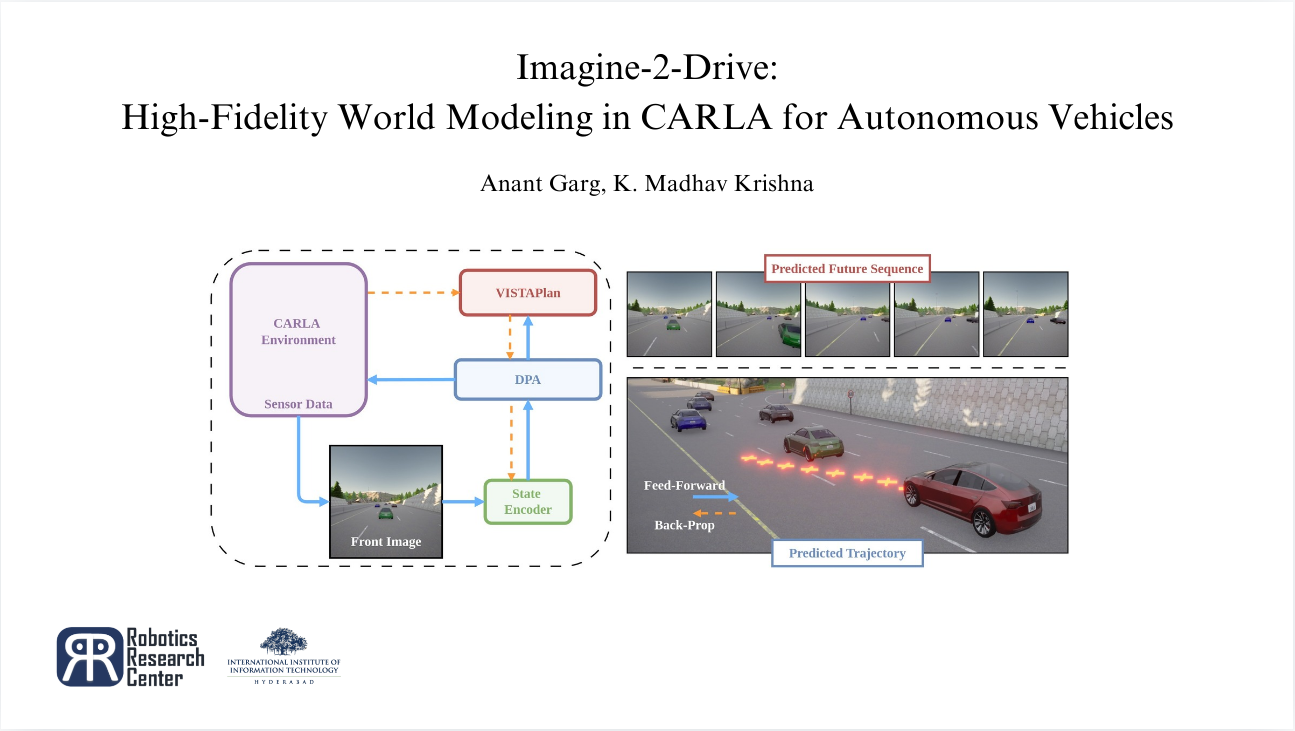 Imagine-2-Drive:
High-Fidelity World Modeling in CARLA for Autonomous Vehicles
Anant Garg, K. Madhav Krishna
CARLA
Environment
Sensor Data
VISTAPlan
DPA
State
Encoder
Front Image
Predicted Future Sequence
Feed-Forward
Back-Prop
Predicted Trajectory
RR
Robotics
Research
Center
INTERNATIONAL INSTITUTE OF
INFORMATION TECHNOLOGY
HYDERABAD